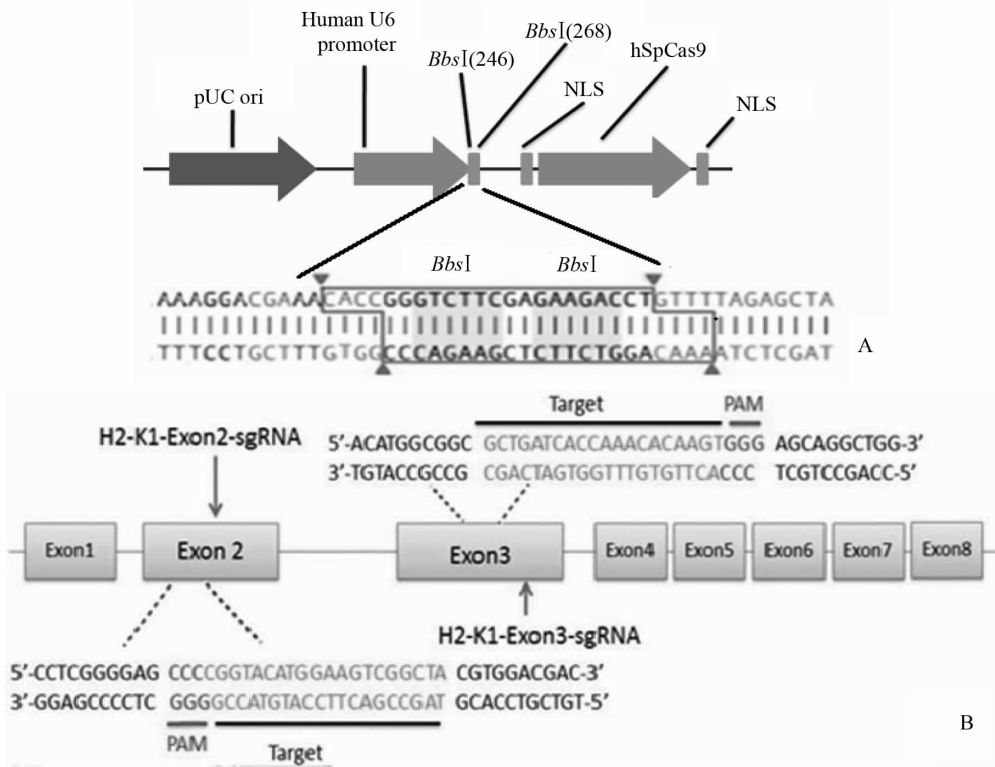 Human U6
promoter
BbsI(246)
BbsI(268)
hSpCas9
pUC ori
NLS
NLS
BbsI BbsI
AAAGGACGAAACACCGGGTCTTCGAGAAGACCTGTTTTAGAGCTA
TTTCCTGCTTTGTGGCCCAGAAGCTCTTCTGGACAAAATCTCGAT
A
Target PAM
H2-K1-Exon2-sgRNA
5′-ACATGGCGGC GCTGATCACCAAACACAAGTGGG AGCAGGCTGG-3′
3′-TGTACCGCCG CGACTAGTGGTTTGTGTTCACCC TCGTCCGACC-5′
Exon1 Exon 2 Exon3 Exon4 Exon5 Exon6 Exon7 Exon8
H2-K1-Exon3-sgRNA
5′-CCTCGGGGAG CCCCGGTACATGGAAGTCGGCTA CGTGGACGAC-3′
3′-GGAGCCCCTC GGGGCCATGTACCTTCAGCCGAT GCACCTGCTGT-5′
PAM Target
B